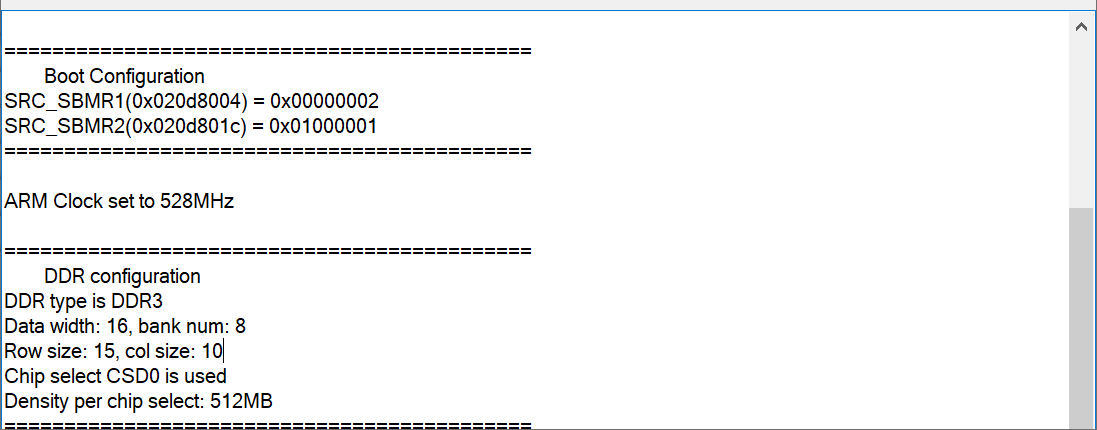 ============================================
Boot Configuration
SRC_SBMR1(0x020d8004) = 0x00000002
SRC_SBMR2(0x020d801c) = 0x01000001
============================================
ARM Clock set to 528MHz
============================================
DDR configuration
DDR type is DDR3
Data width: 16, bank num: 8
Row size: 15, col size: 10
Chip select CSD0 is used
Density per chip select: 512MB
============================================